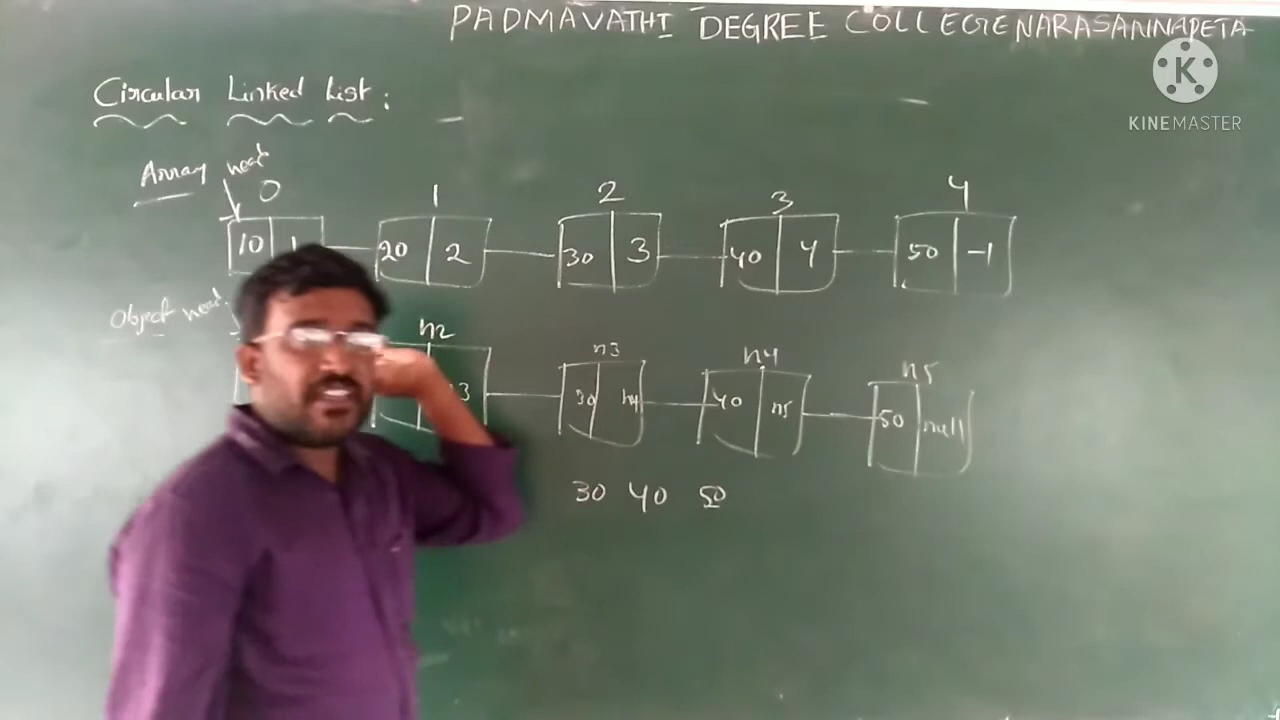 PADMAVATHI DEGREE COLLEGE NARASANNAPETA
K
KINEMASTER
Circular Linked List:
Array head
0 1 2 3 4
10 1 20 2 30 3 40 4 50 -1
Object head
n2 n3 n4 n5
3 30 n4 40 n5 50 null
30 40 50